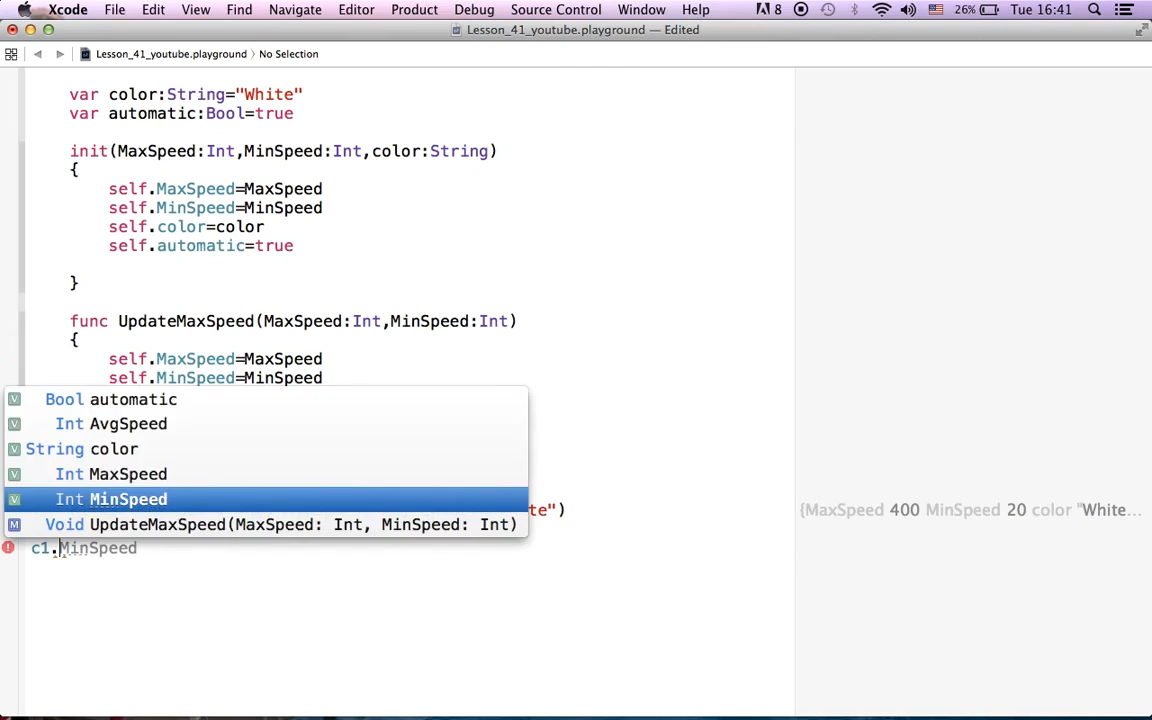 Xcode File Edit View Find Navigate Editor Product Debug Source Control Window Help 8 26% Tue 16:41
Lesson_41_youtube.playground — Edited
Lesson_41_youtube.playground 〉No Selection
var color:String="White"
var automatic:Bool=true
init(MaxSpeed:Int,MinSpeed:Int,color:String)
{
self.MaxSpeed=MaxSpeed
self.MinSpeed=MinSpeed
self.color=color
self.automatic=true
}
func UpdateMaxSpeed(MaxSpeed:Int,MinSpeed:Int)
{
self.MaxSpeed=MaxSpeed
self.MinSpeed=MinSpeed
V Bool automatic
V Int AvgSpeed
V String color
V Int MaxSpeed
V Int MinSpeed
te") {MaxSpeed 400 MinSpeed 20 color "White...
M Void UpdateMaxSpeed(MaxSpeed: Int, MinSpeed: Int)
c1.MinSpeed